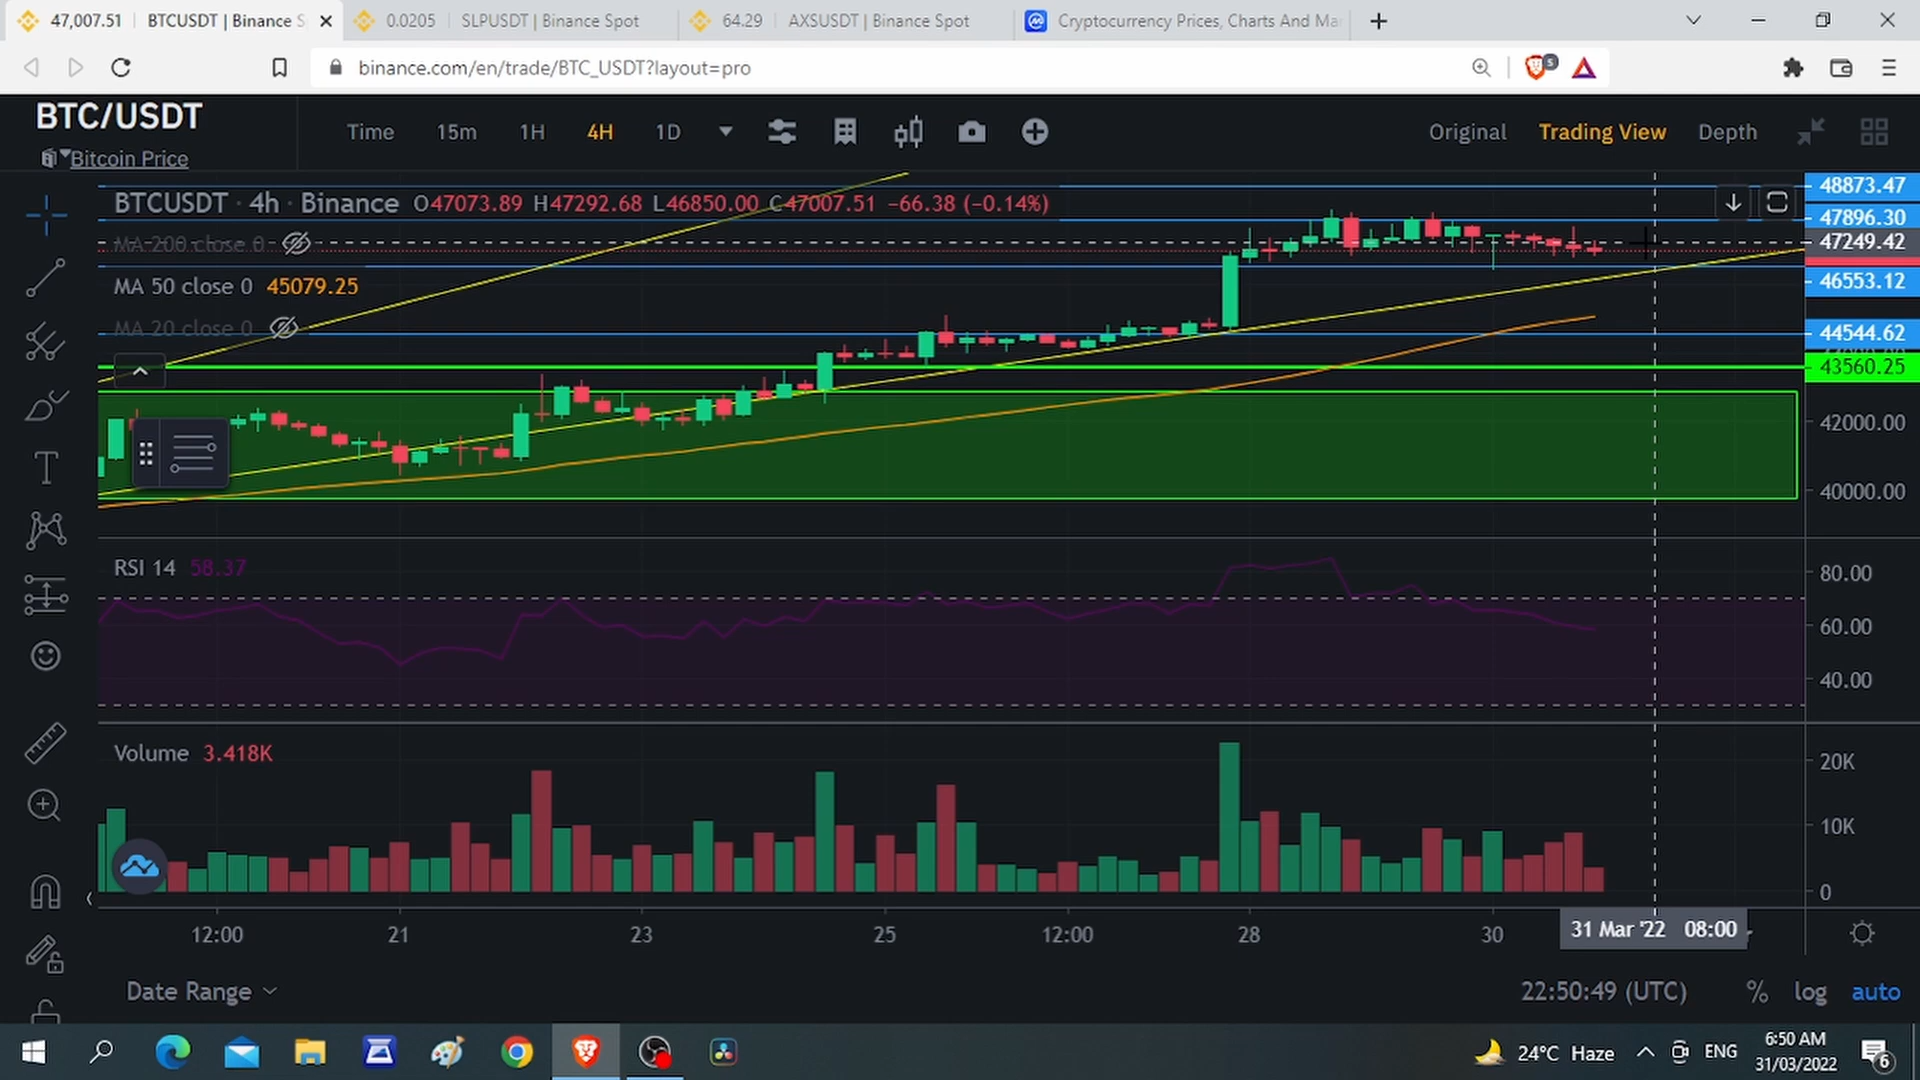 47,007.51 BTCUSDT | Binance S
0.0205 SLPUSDT | Binance Spot
64.29 AXSUSDT | Binance Spot
Cryptocurrency Prices, Charts And Ma
binance.com/en/trade/BTC_USDT?layout=pro
5
BTC/USDT
Bitcoin Price
Time 15m 1H 4H 1D
Original Trading View Depth
BTCUSDT · 4h · Binance O47073.89 H47292.68 L46850.00 C47007.51 −66.38 (−0.14%)
MA 200 close 0
MA 50 close 0 45079.25
MA 20 close 0
48873.47
47896.30
47249.42
46553.12
44544.62
43560.25
42000.00
40000.00
RSI 14 58.37
80.00
60.00
40.00
Volume 3.418K
20K
10K
0
12:00 21 23 25 12:00 28 30 31 Mar '22 08:00
Date Range 22:50:49 (UTC) % log auto
24°C Haze ENG 6:50 AM
31/03/2022 6